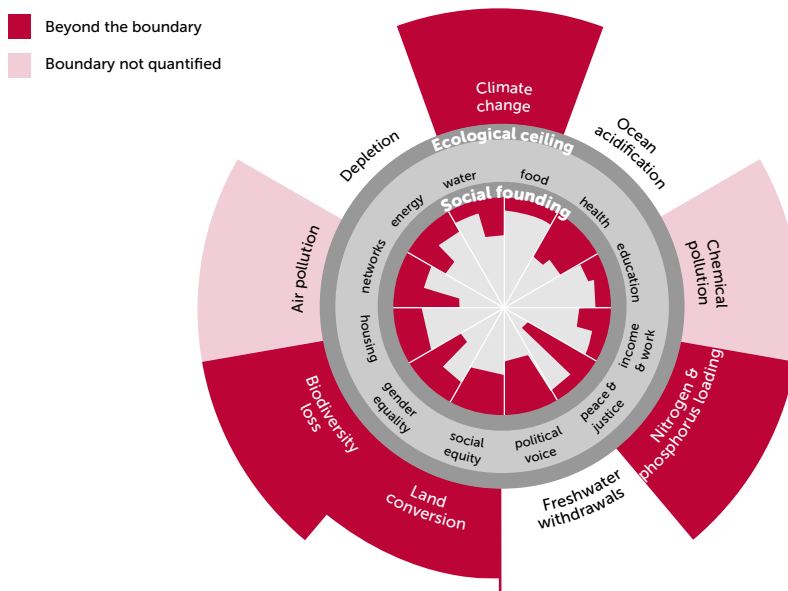 Beyond the boundary
Boundary not quantified
Climate
change
Ocean
acidification
Chemical
pollution
Nitrogen &
phosphorus loading
Freshwater
withdrawals
Land
conversion
Biodiversity
loss
Air pollution
Depletion
Ecological ceiling
water
food
health
education
income
& work
peace &
justice
political
voice
social
equity
gender
equality
housing
networks
energy
Social founding